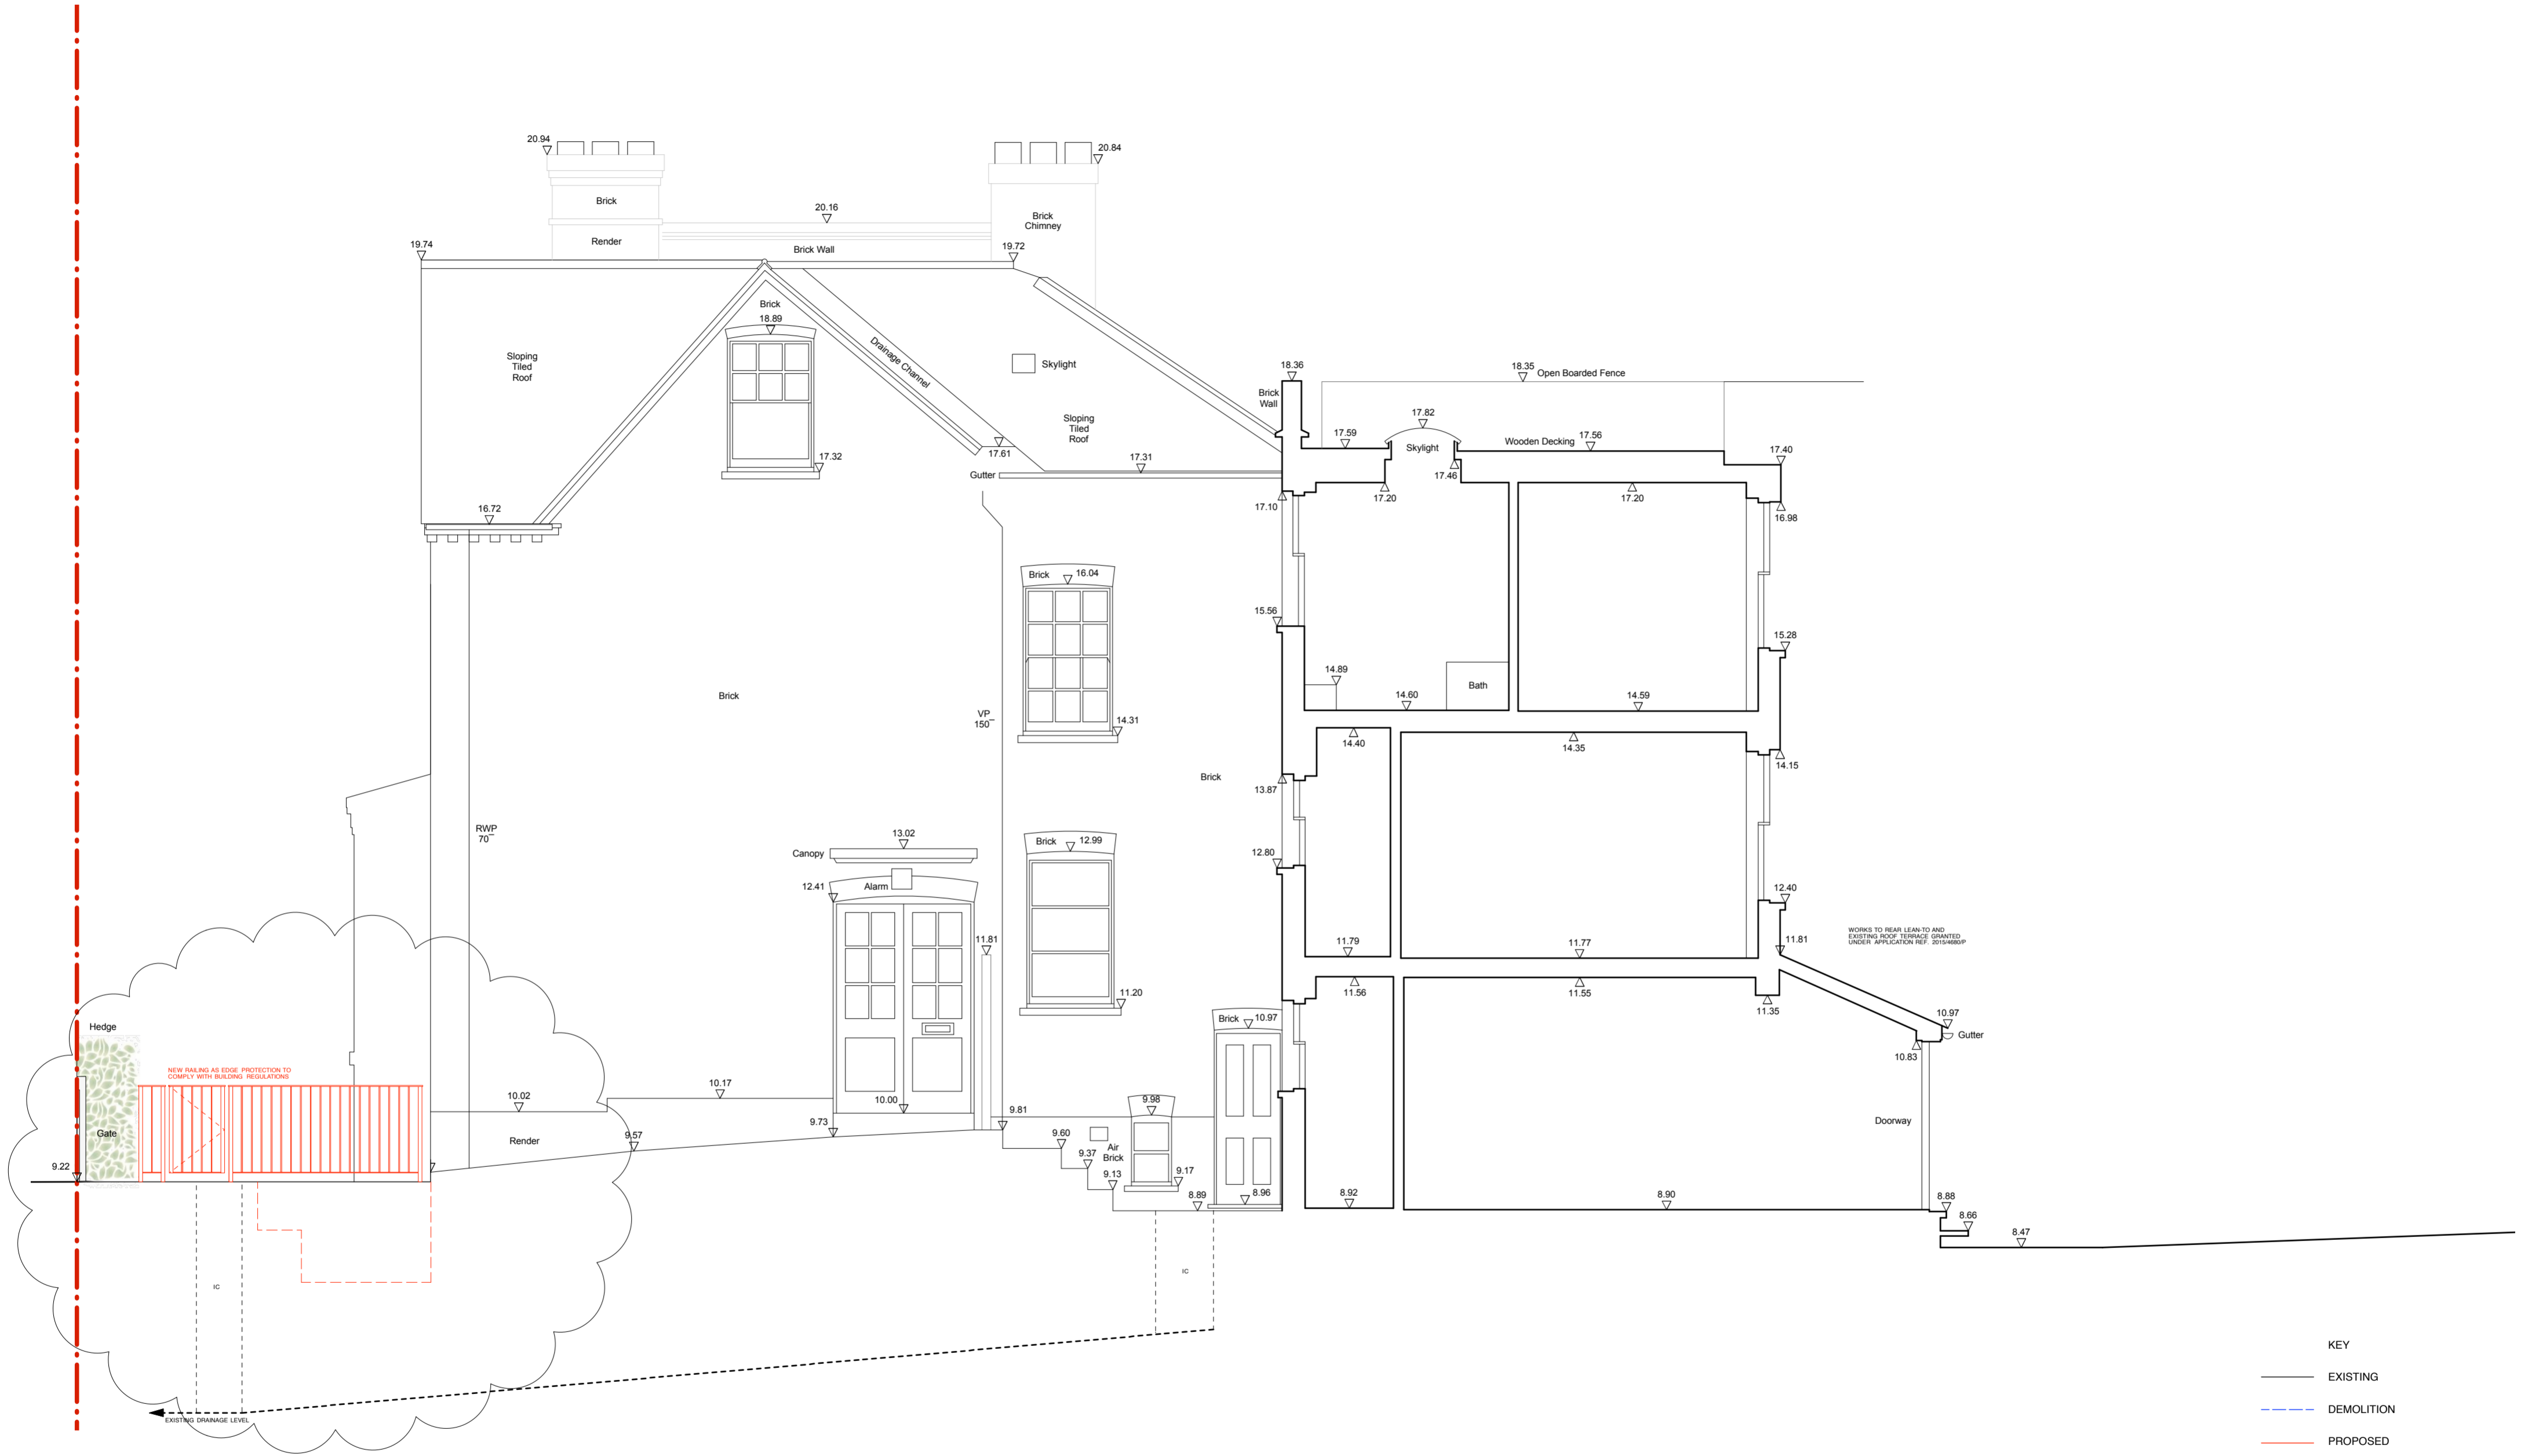 20.94
20.84
Brick
20.16
Brick
Chimney
Render
19.74
Brick Wall
19.72
Brick
18.89
Sloping
Tiled
Roof
Drainage Channel
Skylight
18.36
18.35
Open Boarded Fence
Brick
Wall
17.82
Sloping
Tiled
Roof
17.59
Skylight
Wooden Decking
17.56
17.40
17.32
17.61
17.31
17.46
Gutter
17.20
17.20
16.72
17.10
16.98
Brick
16.04
15.56
15.28
14.89
Bath
Brick
14.60
14.59
VP
150
14.31
14.40
14.35
14.15
Brick
13.87
RWP
70
13.02
Canopy
Brick
12.99
12.80
12.41
Alarm
12.40
11.81
11.79
11.77
11.81
WORKS TO REAR LEAN-TO AND
EXISTING ROOF TERRACE GRANTED
UNDER APPLICATION REF. 2015/4680/P
11.20
11.56
11.55
11.35
Brick
10.97
10.97
Gutter
Hedge
10.83
NEW RAILING AS EDGE PROTECTION TO
COMPLY WITH BUILDING REGULATIONS
10.02
10.17
10.00
9.98
9.81
9.73
Doorway
Gate
Render
9.57
9.60
Air
Brick
9.37
9.22
9.13
9.17
8.89
8.96
8.92
8.90
8.88
8.66
8.47
IC
IC
EXISTING DRAINAGE LEVEL
KEY
EXISTING
DEMOLITION
PROPOSED